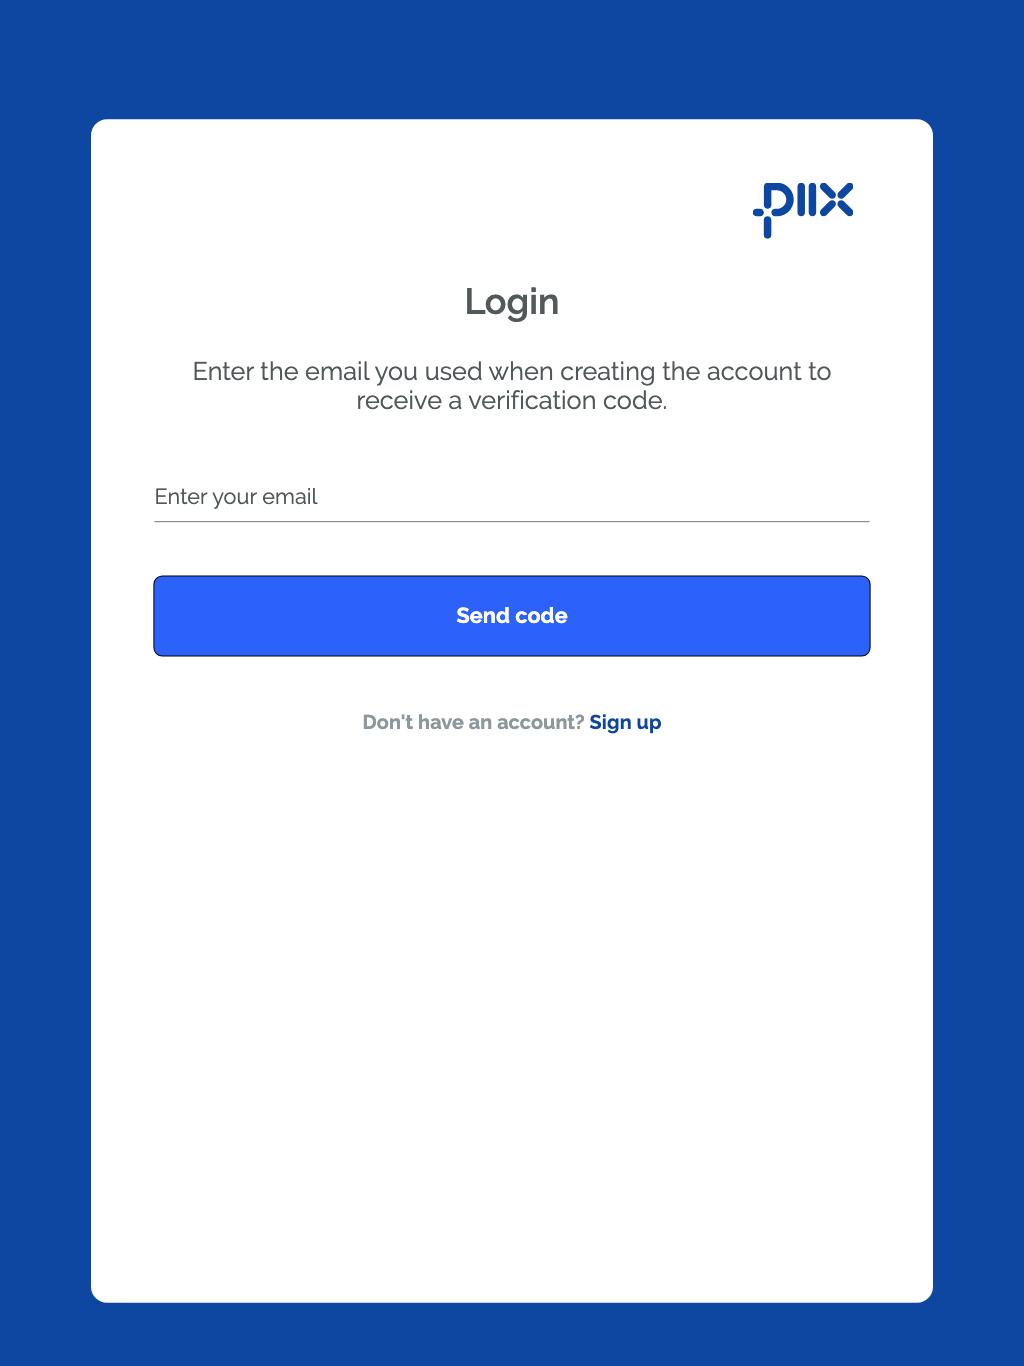 piix
Login
Enter the email you used when creating the account to
receive a verification code.
Enter your email
Send code
Don't have an account? Sign up